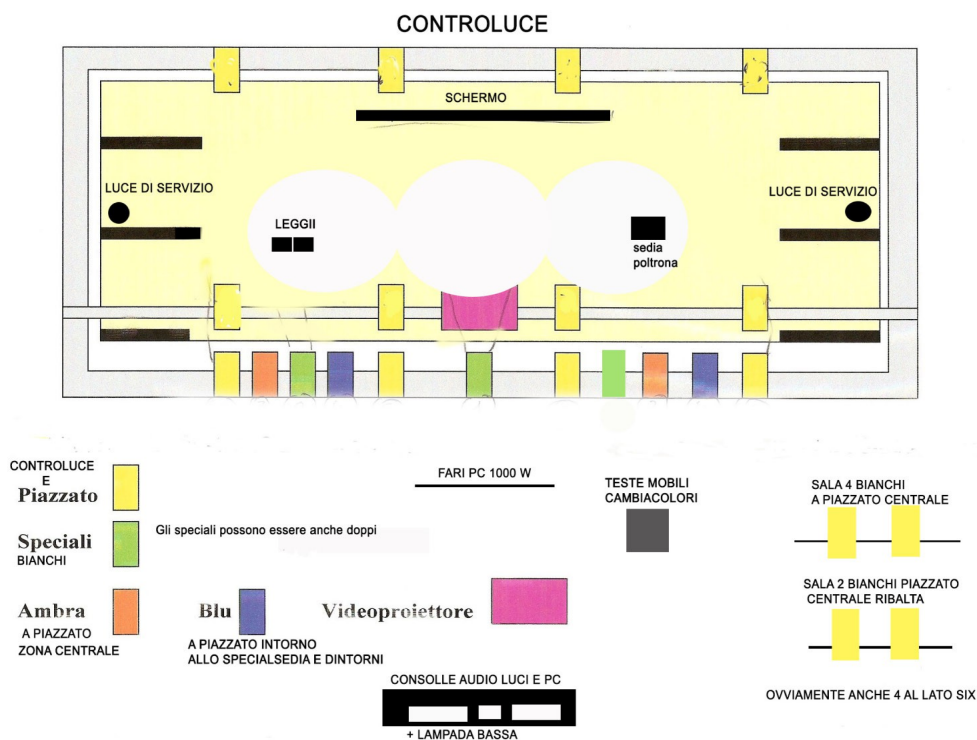 CONTROLUCE
SCHERMO
LUCE DI SERVIZIO
LUCE DI SERVIZIO
LEGGII
sedia
poltrona
CONTROLUCE
E
Piazzato
FARI PC 1000 W
TESTE MOBILI
CAMBIACOLORI
SALA 4 BIANCHI
A PIAZZATO CENTRALE
Speciali
BIANCHI
Gli speciali possono essere anche doppi
SALA 2 BIANCHI PIAZZATO
CENTRALE RIBALTA
Ambra
A PIAZZATO
ZONA CENTRALE
Blu
A PIAZZATO INTORNO
ALLO SPECIALSEDIA E DINTORNI
Videoproiettore
CONSOLLE AUDIO LUCI E PC
+ LAMPADA BASSA
OVVIAMENTE ANCHE 4 AL LATO SIX